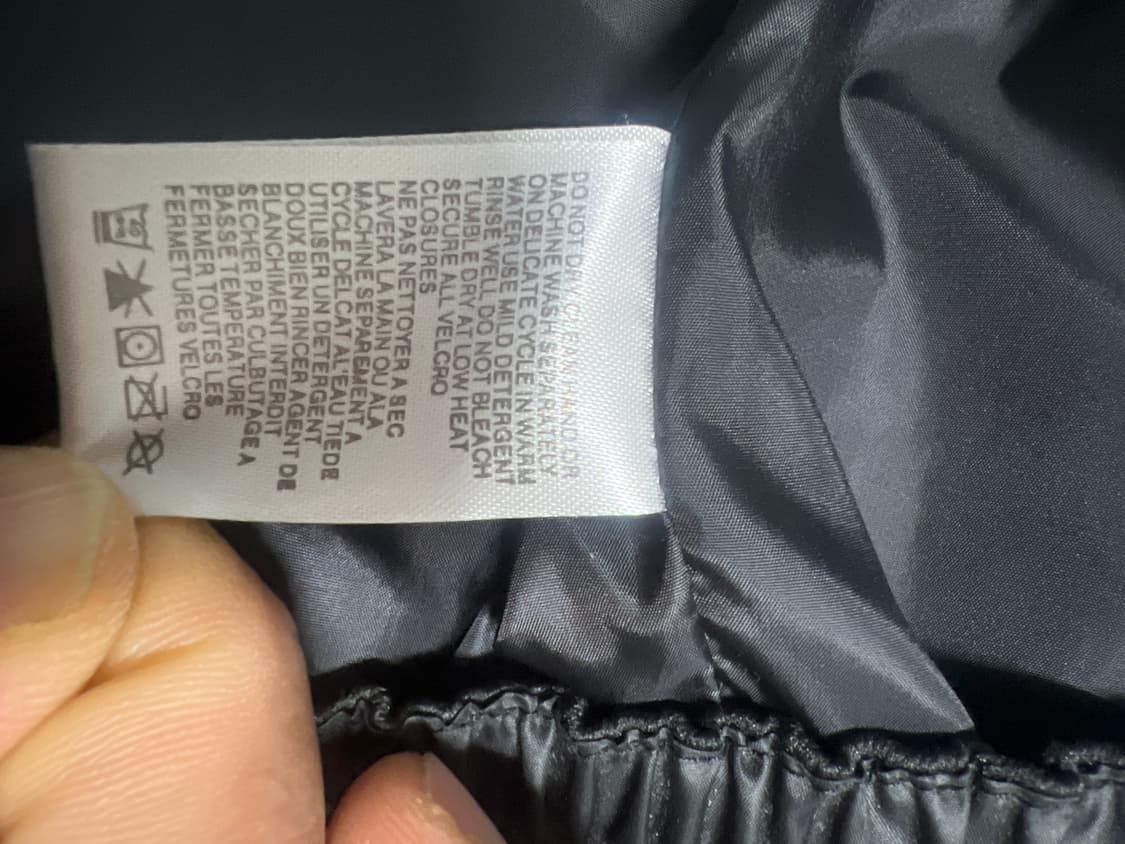 DO NOT DRY CLEAN HAND OR
MACHINE WASH SEPARATELY
ON DELICATE CYCLE IN WARM
WATER USE MILD DETERGENT
RINSE WELL DO NOT BLEACH
TUMBLE DRY AT LOW HEAT
SECURE ALL VELCRO
CLOSURES
NE PAS NETTOYER A SEC
LAVER A LA MAIN OU A LA
MACHINE SEPAREMENT A
CYCLE DELICAT A L'EAU TIEDE
UTILISER UN DETERGENT
DOUX BIEN RINCER AGENT DE
BLANCHIMENT INTERDIT
SECHER PAR CULBUTAGE A
BASSE TEMPERATURE
FERMER TOUTES LES
FERMETURES VELCRO
40